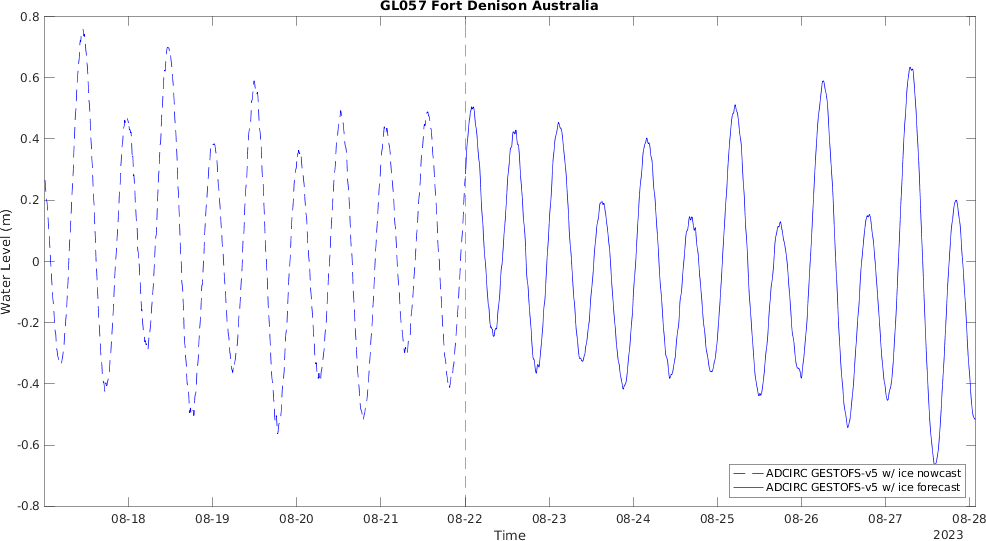 GL057 Fort Denison Australia
0.8
0.6
0.4
0.2
0
-0.2
-0.4
-0.6
-0.8
Water Level (m)
ADCIRC GESTOFS-v5 w/ ice nowcast
ADCIRC GESTOFS-v5 w/ ice forecast
08-18 08-19 08-20 08-21 08-22 08-23 08-24 08-25 08-26 08-27 08-28
Time
2023